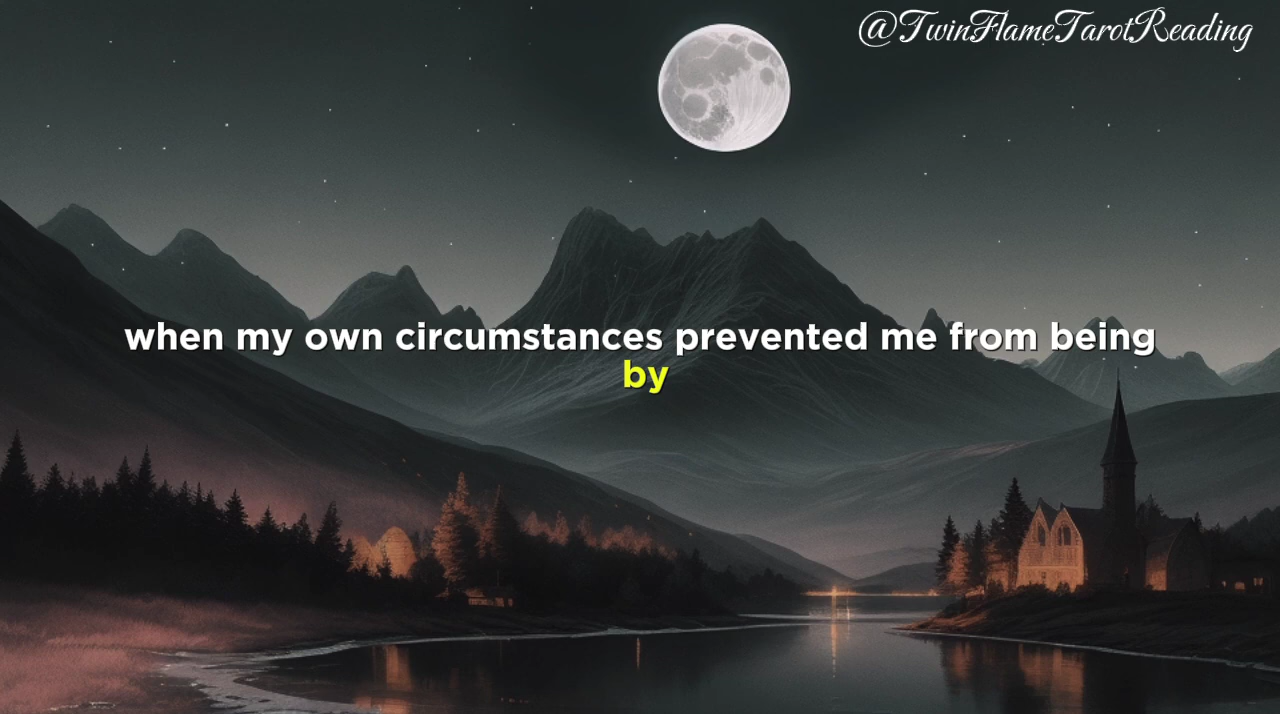 @TwinFlameTarotReading
when my own circumstances prevented me from being
by